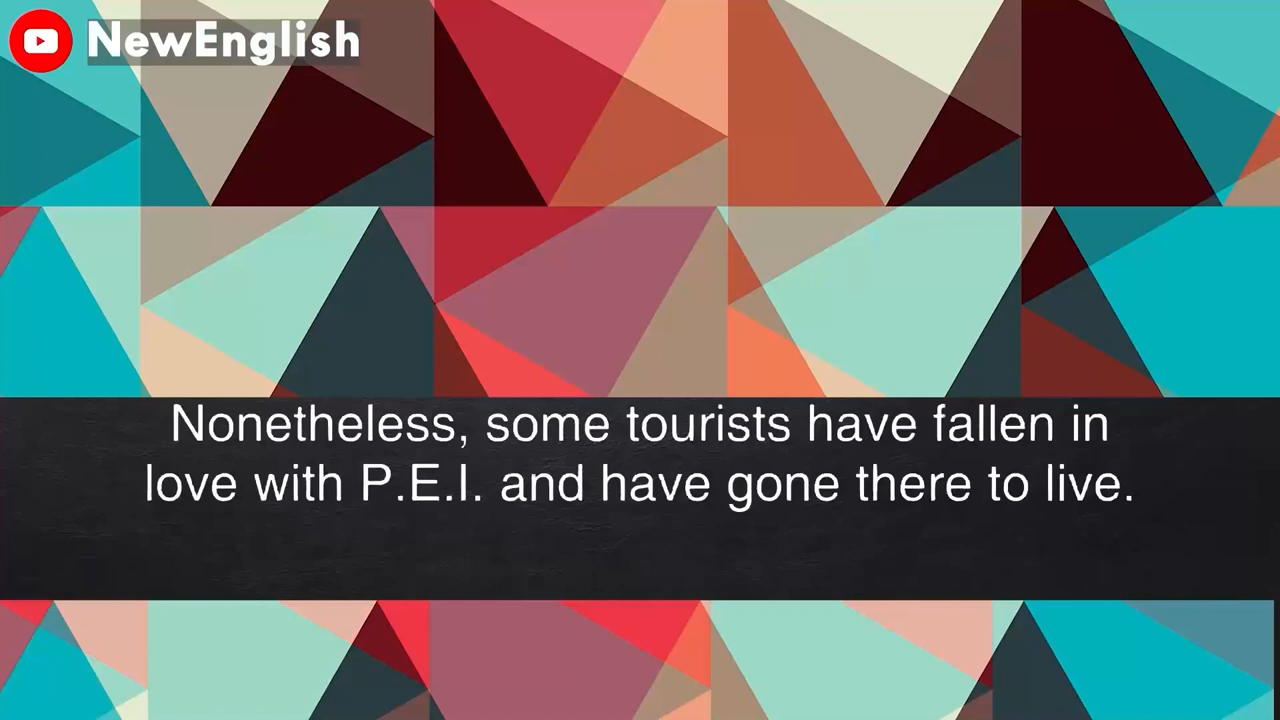 NewEnglish
Nonetheless, some tourists have fallen in
love with P.E.I. and have gone there to live.